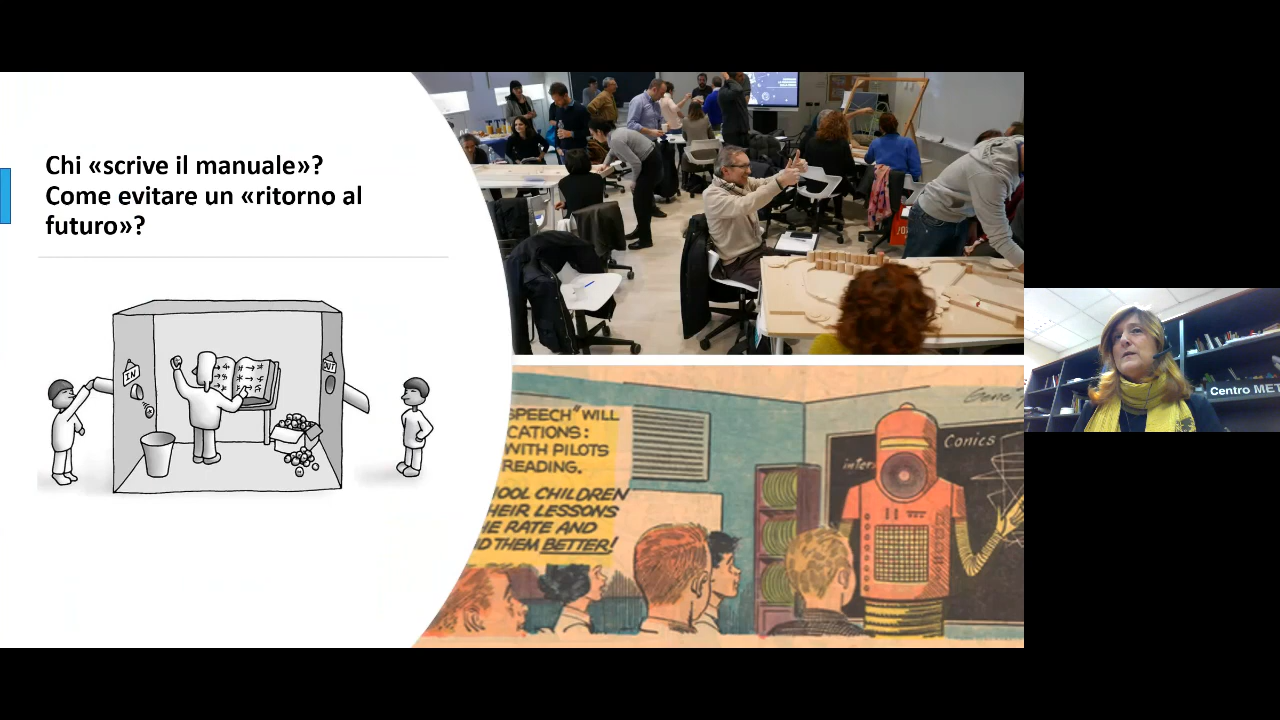 Chi «scrive il manuale»?
Come evitare un «ritorno al
futuro»?
IN
OUT
SPEECH" WILL
CATIONS:
WITH PILOTS
READING.
OOL CHILDREN
HEIR LESSONS
E RATE AND
D THEM BETTER!
Conics
Gene
Centro MET